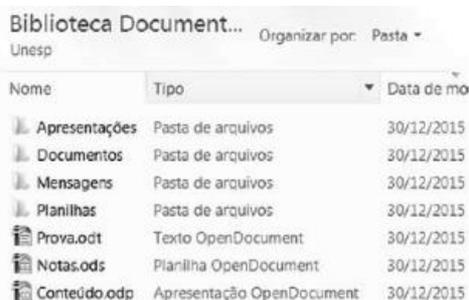 Biblioteca Document...
Organizar por: Pasta
Unesp
Nome Tipo Data de mo
Apresentações Pasta de arquivos 30/12/2015
Documentos Pasta de arquivos 30/12/2015
Mensagens Pasta de arquivos 30/12/2015
Planilhas Pasta de arquivos 30/12/2015
Prova.odt Texto OpenDocument 30/12/2015
Notas.ods Planilha OpenDocument 30/12/2015
Conteúdo.odp Apresentação OpenDocument 30/12/2015